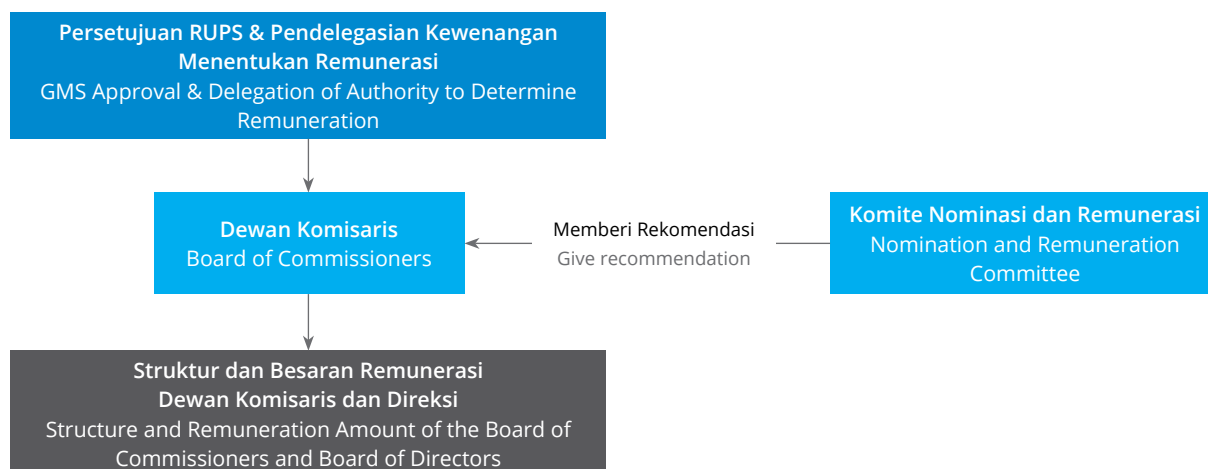 Persetujuan RUPS & Pendelegasian Kewenangan
Menentukan Remunerasi
GMS Approval & Delegation of Authority to Determine
Remuneration
Dewan Komisaris
Board of Commissioners
Memberi Rekomendasi
Give recommendation
Komite Nominasi dan Remunerasi
Nomination and Remuneration
Committee
Struktur dan Besaran Remunerasi
Dewan Komisaris dan Direksi
Structure and Remuneration Amount of the Board of
Commissioners and Board of Directors